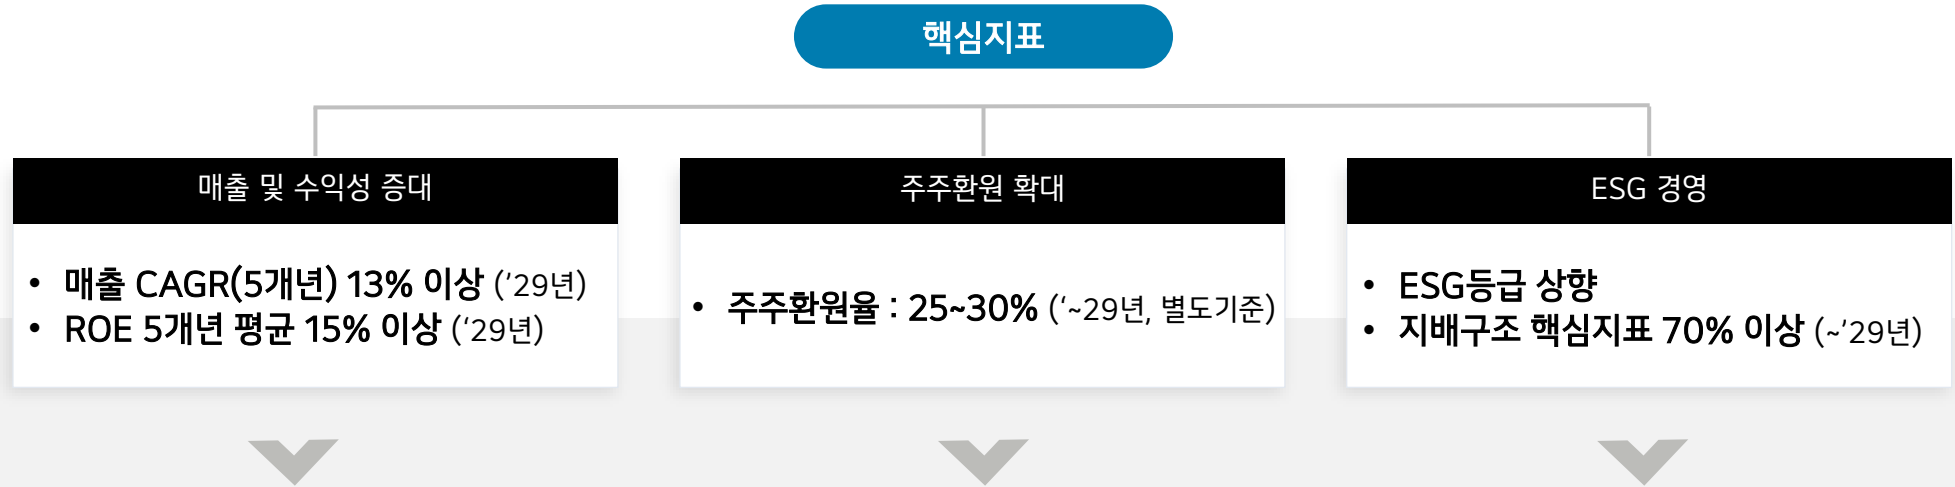 핵심지표
매출 및 수익성 증대
• 매출 CAGR(5개년) 13% 이상 (’29년)
• ROE 5개년 평균 15% 이상 (‘29년)
주주환원 확대
• 주주환원율 : 25~30% (‘~29년, 별도기준)
ESG 경영
• ESG등급 상향
• 지배구조 핵심지표 70% 이상 (~’29년)